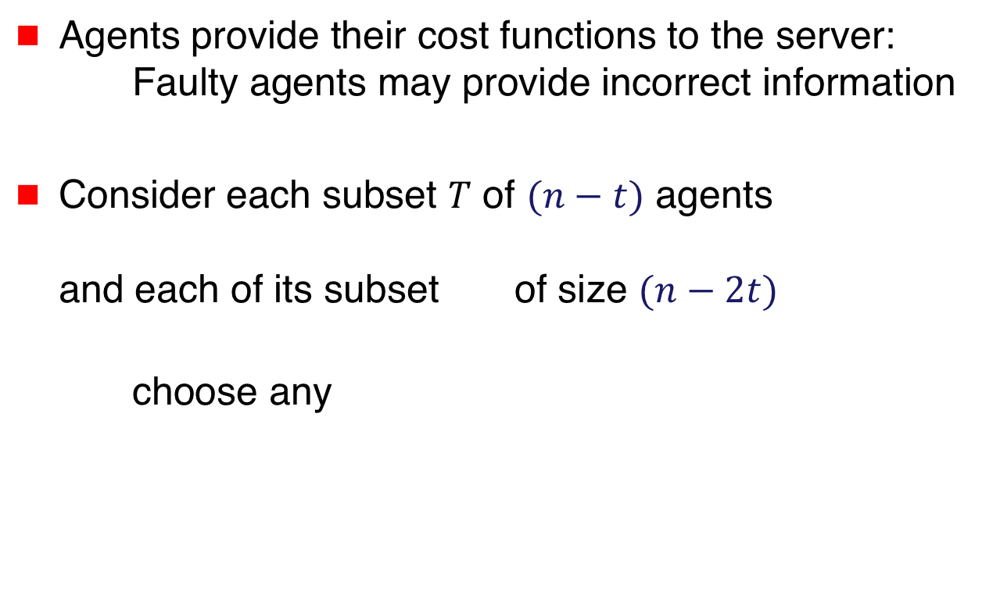 Agents provide their cost functions to the server:
Faulty agents may provide incorrect information
Consider each subset T of (n − t) agents
and each of its subset of size (n − 2t)
choose any